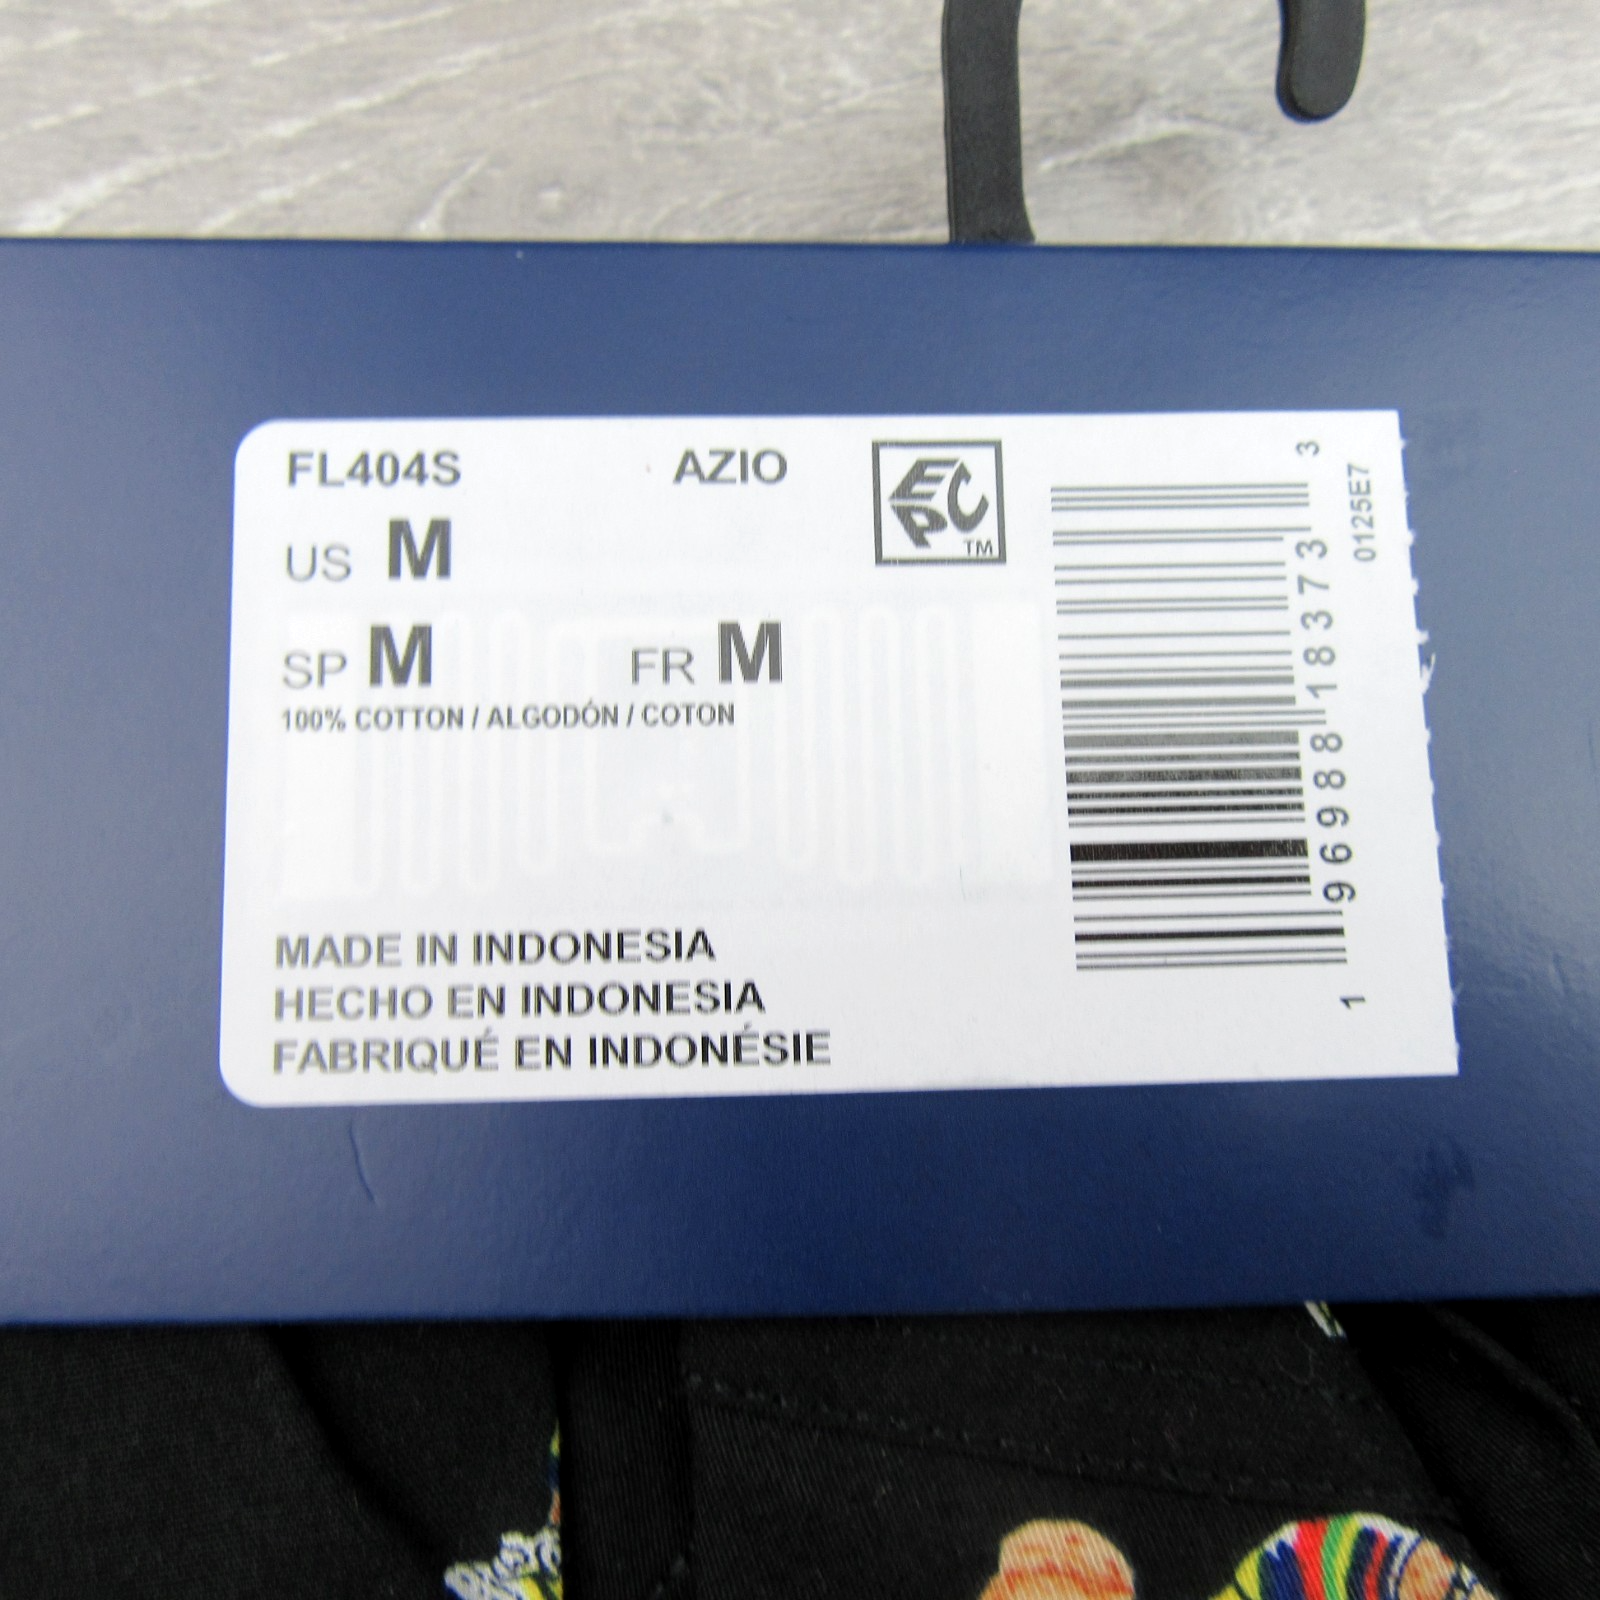 FL404S AZIO
EPC
TM
US M
SP M FR M
100% COTTON / ALGODÓN / COTON
MADE IN INDONESIA
HECHO EN INDONESIA
FABRIQUÉ EN INDONÉSIE
1 96988 18373 3
0125E7